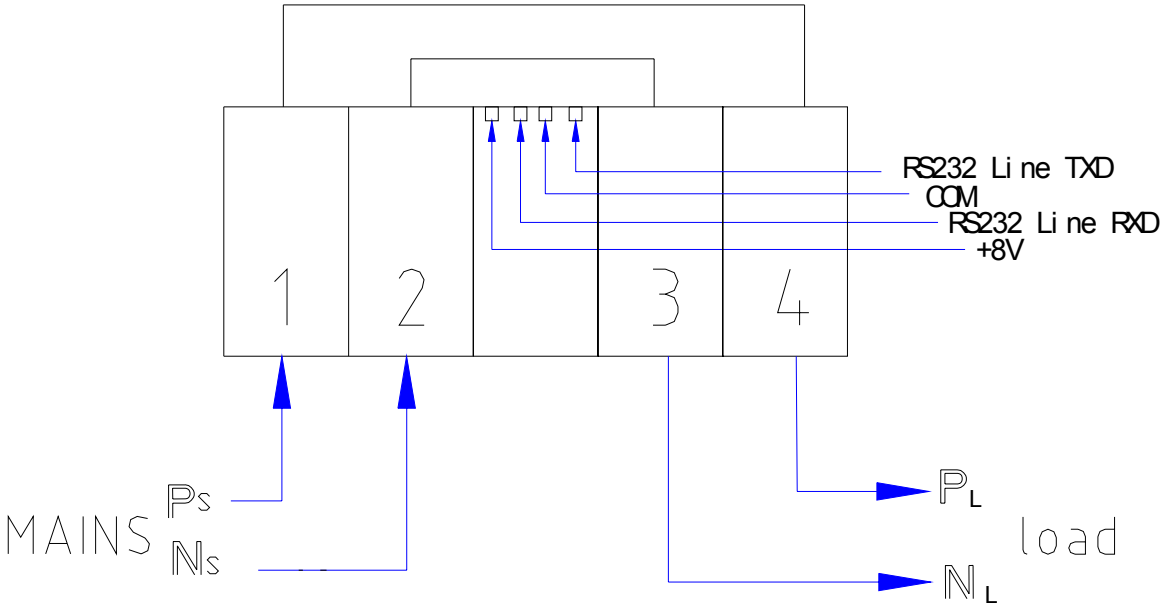 RS232 Line TXD
COM
RS232 Line RXD
+8V
1 2 3 4
MAINS
Ps
Ns
PL
NL
load